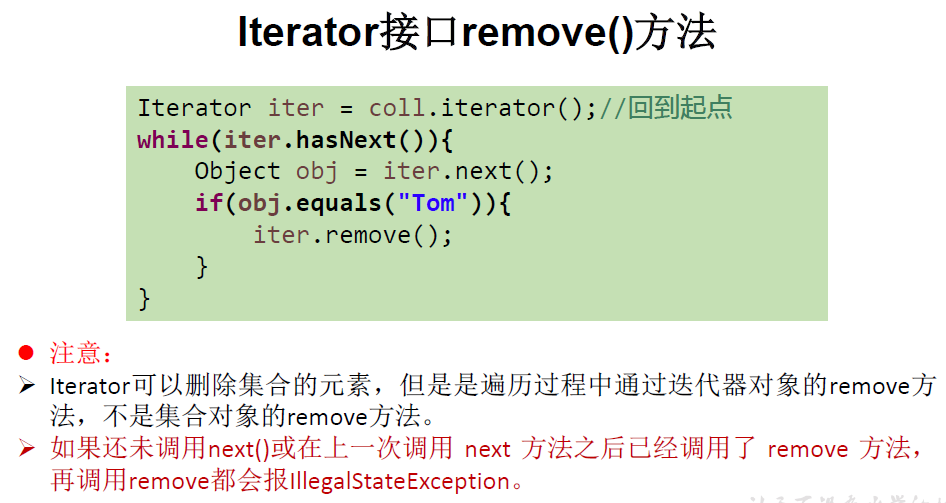 Iterator接口remove()方法
Iterator iter = coll.iterator();//回到起点
while(iter.hasNext()){
Object obj = iter.next();
if(obj.equals("Tom")){
iter.remove();
}
}
注意：
Iterator可以删除集合的元素，但是是遍历过程中通过迭代器对象的remove方
法，不是集合对象的remove方法。
如果还未调用next()或在上一次调用 next 方法之后已经调用了 remove 方法，
再调用remove都会报IllegalStateException。